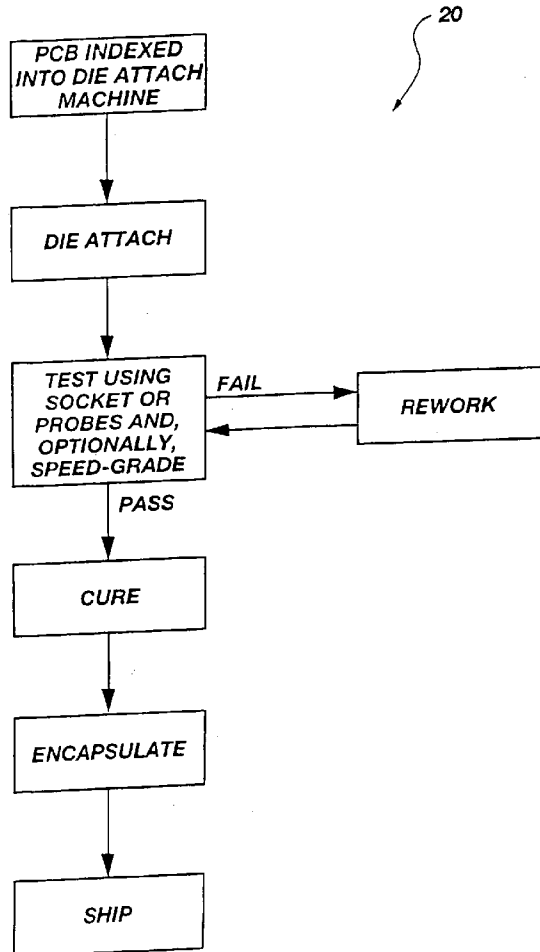 20
PCB INDEXED
INTO DIE ATTACH
MACHINE
DIE ATTACH
TEST USING
SOCKET OR
PROBES AND,
OPTIONALLY,
SPEED-GRADE
FAIL
REWORK
PASS
CURE
ENCAPSULATE
SHIP